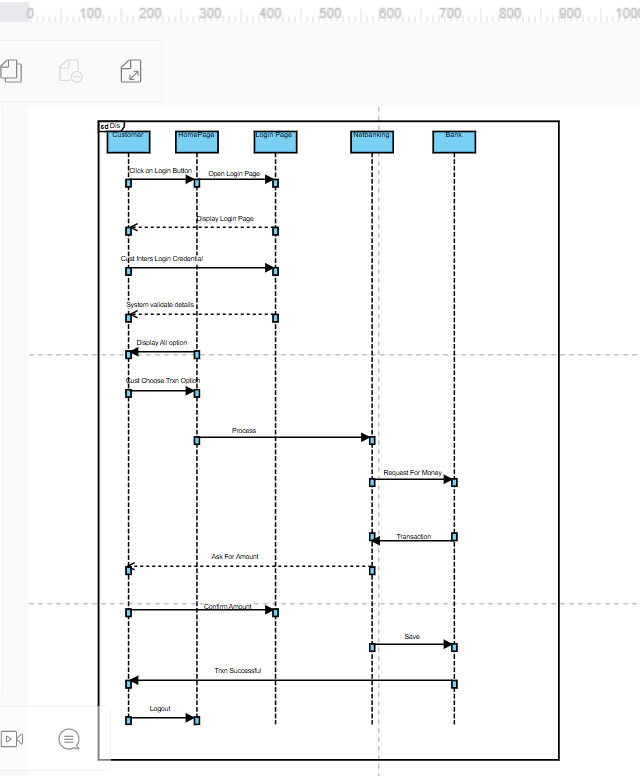 0 100 200 300 400 500 600 700 800 900 1000
sd Dis
Customer HomePage Login Page Netbanking Bank
Click on Login Button
Open Login Page
Display Login Page
Cust Inters Login Credential
System validate details
Display All option
Cust Choose Trxn Option
Process
Request For Money
Transaction
Ask For Amount
Confirm Amount
Save
Trxn Successful
Logout